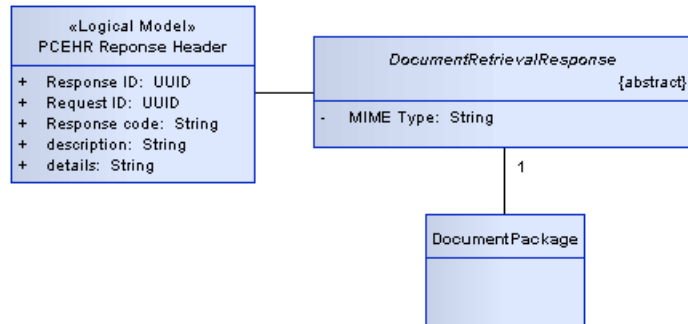 «Logical Model»
PCEHR Reponse Header
+ Response ID: UUID
+ Request ID: UUID
+ Response code: String
+ description: String
+ details: String
DocumentRetrievalResponse
{abstract}
- MIME Type: String
1
DocumentPackage